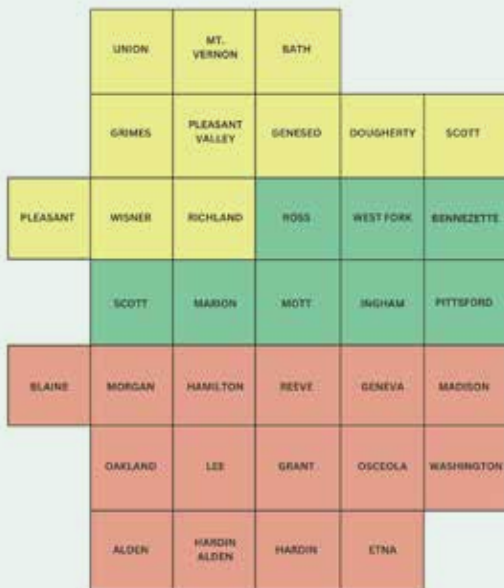 UNION
MT.
VERNON
BATH
GRIMES
PLEASANT
VALLEY
GENESEO
DOUGHERTY
SCOTT
PLEASANT
WISNER
RICHLAND
ROSS
WEST FORK
BENNEZETTE
SCOTT
MARION
MOTT
INGHAM
PITTSFORD
BLAINE
MORGAN
HAMILTON
REEVE
GENEVA
MADISON
OAKLAND
LEE
GRANT
OSCEOLA
WASHINGTON
ALDEN
HARDIN
ALDEN
HARDIN
ETNA